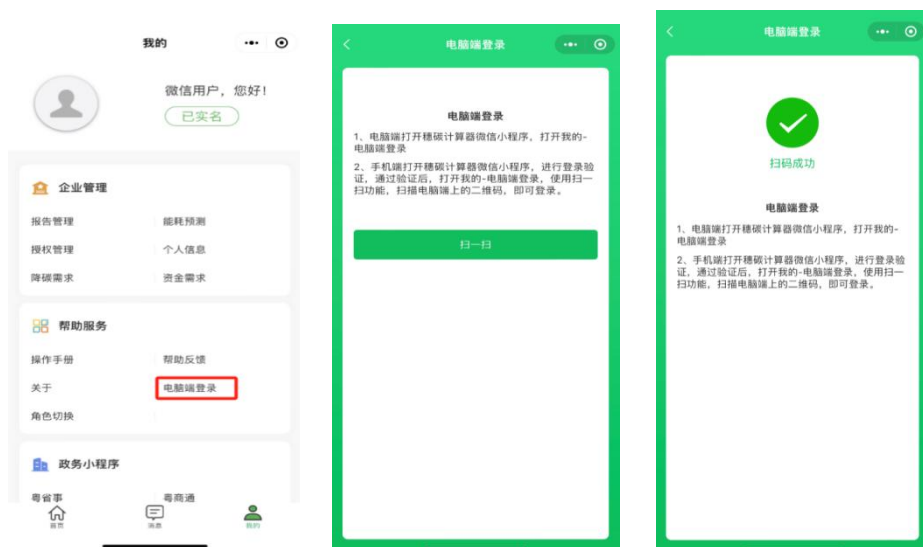 我的
微信用户，您好！
已实名
企业管理
报告管理 能耗预测
授权管理 个人信息
降碳需求 资金需求
帮助服务
操作手册 帮助反馈
关于 电脑端登录
角色切换
政务小程序
粤省事 粤商通
首页 消息 我的
电脑端登录
电脑端登录
1、电脑端打开穗碳计算器微信小程序，打开我的-
电脑端登录
2、手机端打开穗碳计算器微信小程序，进行登录验
证，通过验证后，打开我的-电脑端登录，使用扫一
扫功能，扫描电脑端上的二维码，即可登录。
扫一扫
电脑端登录
扫码成功
电脑端登录
1、电脑端打开穗碳计算器微信小程序，打开我的-
电脑端登录
2、手机端打开穗碳计算器微信小程序，进行登录验
证，通过验证后，打开我的-电脑端登录，使用扫一
扫功能，扫描电脑端上的二维码，即可登录。